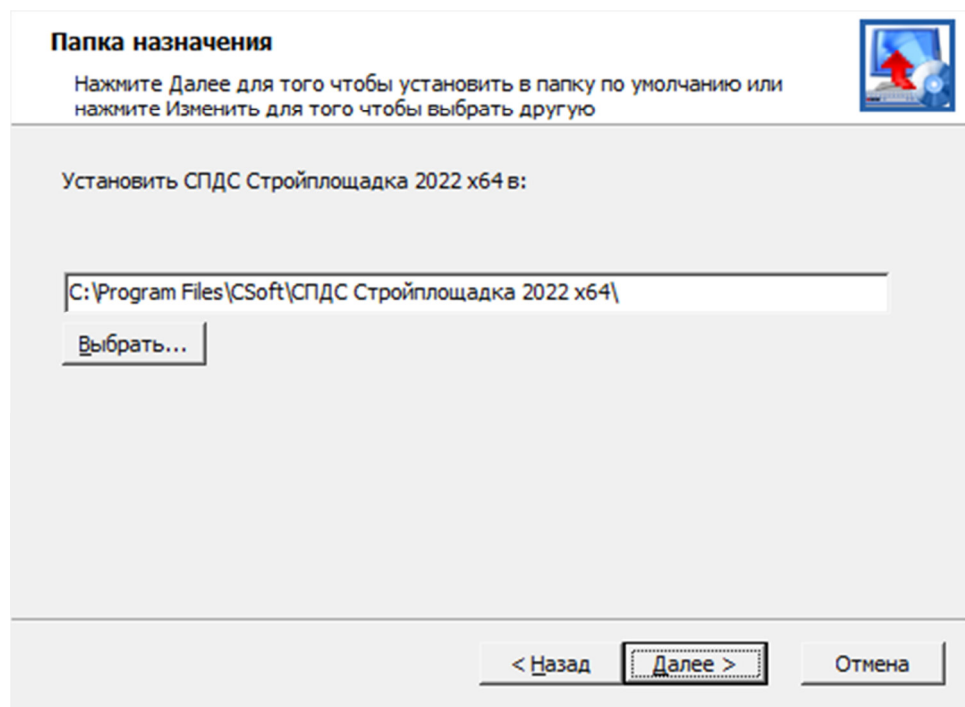 Папка назначения
Нажмите Далее для того чтобы установить в папку по умолчанию или
нажмите Изменить для того чтобы выбрать другую
Установить СПДС Стройплощадка 2022 x64 в:
C:\Program Files\CSoft\СПДС Стройплощадка 2022 x64\
Выбрать...
< Назад
Далее >
Отмена